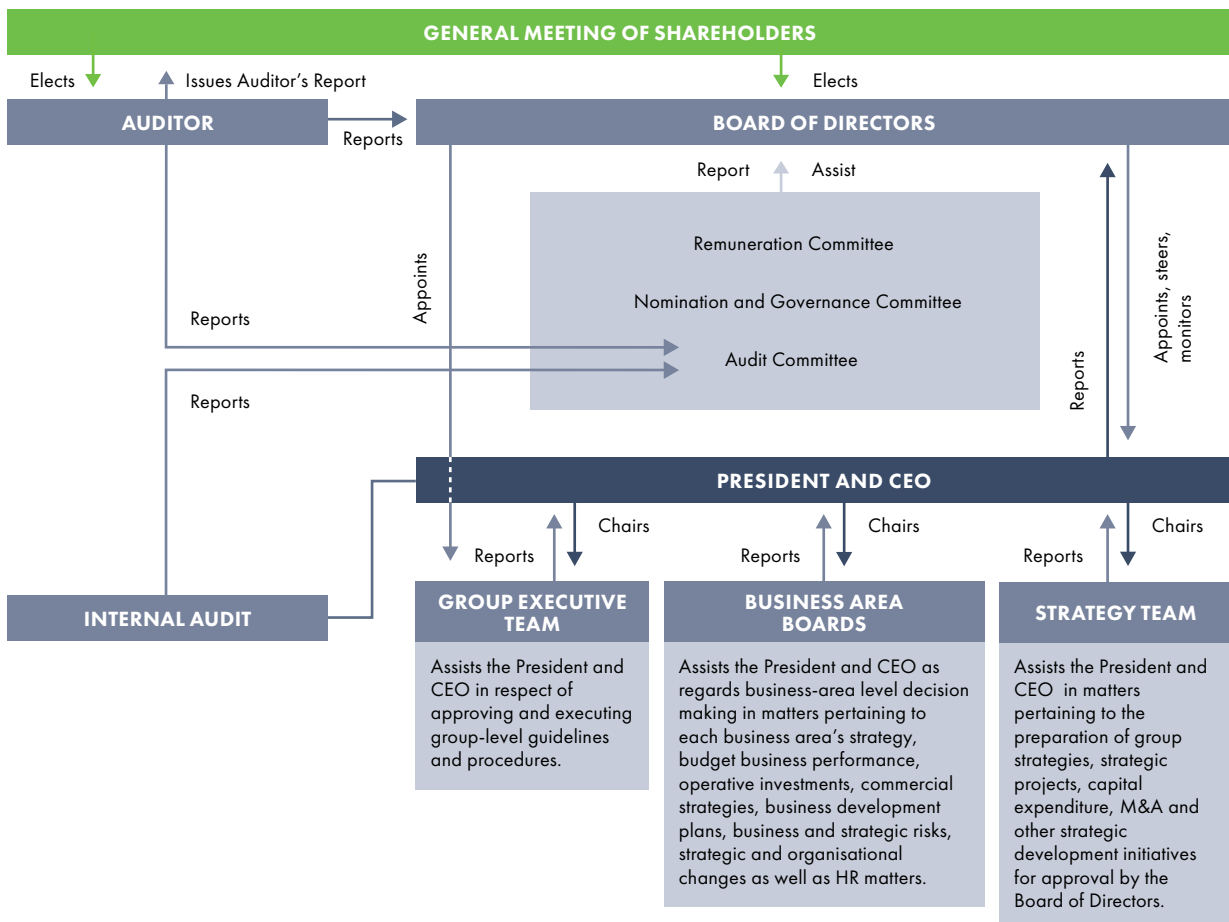 GENERAL MEETING OF SHAREHOLDERS
Elects
Issues Auditor's Report
Elects
AUDITOR
Reports
BOARD OF DIRECTORS
Report
Assist
Remuneration Committee
Nomination and Governance Committee
Audit Committee
Appoints
Reports
Reports
Reports
Appoints, steers,
monitors
PRESIDENT AND CEO
Reports
Chairs
Reports
Chairs
Reports
Chairs
INTERNAL AUDIT
GROUP EXECUTIVE
TEAM
Assists the President and
CEO in respect of
approving and executing
group-level guidelines
and procedures.
BUSINESS AREA
BOARDS
Assists the President and CEO as
regards business-area level decision
making in matters pertaining to
each business area's strategy,
budget business performance,
operative investments, commercial
strategies, business development
plans, business and strategic risks,
strategic and organisational
changes as well as HR matters.
STRATEGY TEAM
Assists the President and
CEO in matters
pertaining to the
preparation of group
strategies, strategic
projects, capital
expenditure, M&A and
other strategic
development initiatives
for approval by the
Board of Directors.